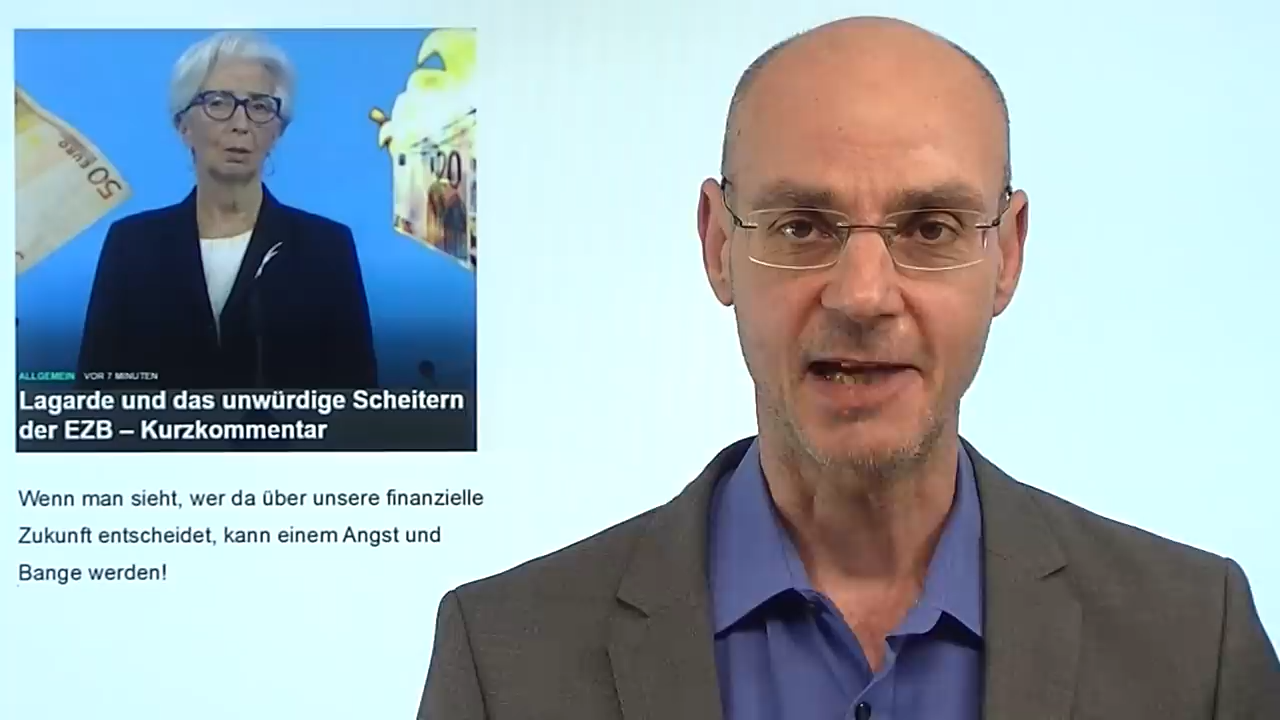 50 EURO
20
ALLGEMEIN VOR 7 MINUTEN
Lagarde und das unwürdige Scheitern
der EZB – Kurzkommentar
Wenn man sieht, wer da über unsere finanzielle
Zukunft entscheidet, kann einem Angst und
Bange werden!